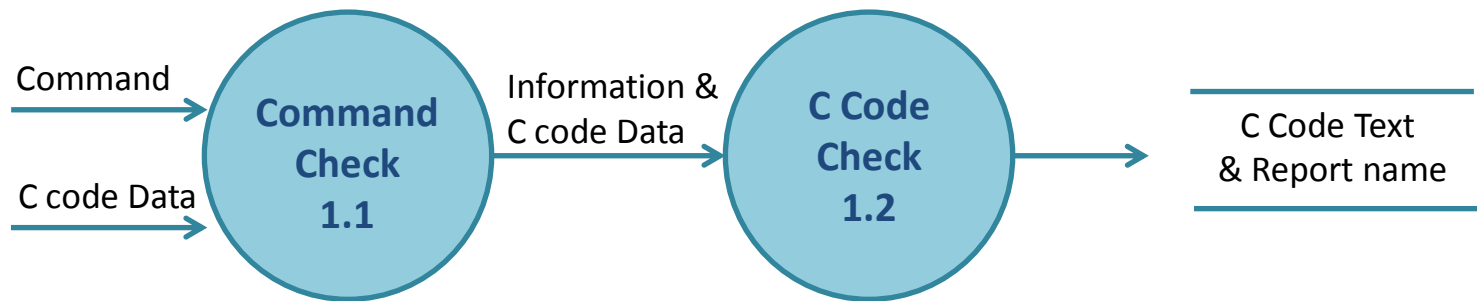 Command
C code Data
Command
Check
1.1
Information &
C code Data
C Code
Check
1.2
C Code Text
& Report name